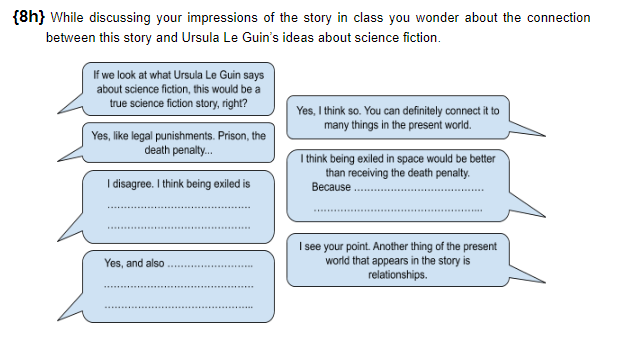 {8h} While discussing your impressions of the story in class you wonder about the connection
between this story and Ursula Le Guin's ideas about science fiction.
If we look at what Ursula Le Guin says
about science fiction, this would be a
true science fiction story, right?
Yes, I think so. You can definitely connect it to
many things in the present world.
Yes, like legal punishments. Prison, the
death penalty...
I think being exiled in space would be better
than receiving the death penalty.
Because ............................................
........................................................
I disagree. I think being exiled is
................................................
................................................
I see your point. Another thing of the present
world that appears in the story is
relationships.
Yes, and also .............................
..................................................
..................................................